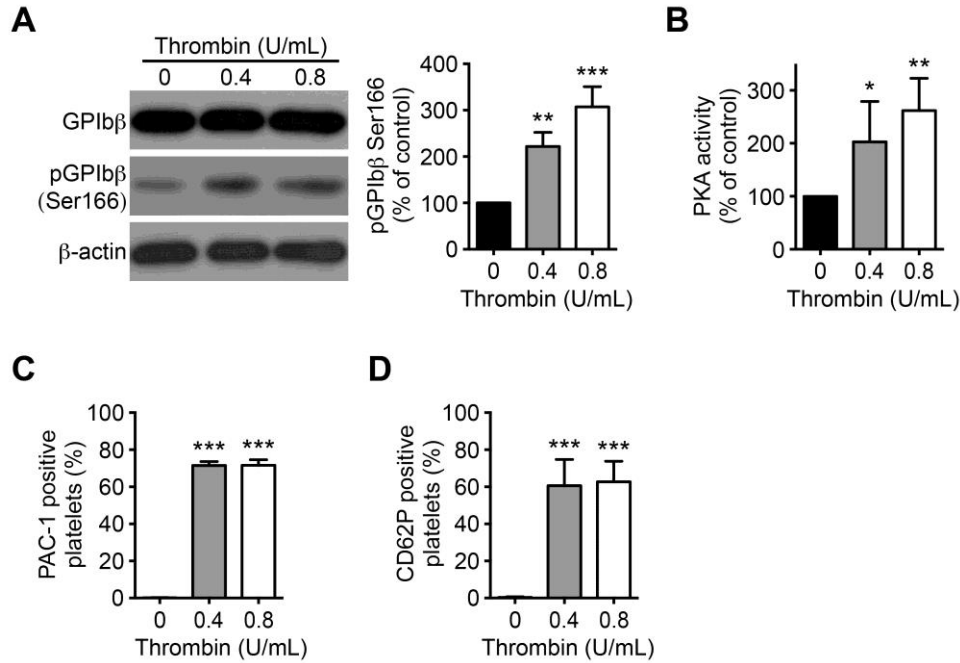 A
Thrombin (U/mL)
0 0.4 0.8
GPIbβ
pGPIbβ
(Ser166)
β-actin
pGPIbβ Ser166
(% of control)
400
300
200
100
0
** ***
0 0.4 0.8
Thrombin (U/mL)
B
PKA activity
(% of control)
300
200
100
0
* **
0 0.4 0.8
Thrombin (U/mL)
C
PAC-1 positive
platelets (%)
100
80
60
40
20
0
*** ***
0 0.4 0.8
Thrombin (U/mL)
D
CD62P positive
platelets (%)
100
80
60
40
20
0
*** ***
0 0.4 0.8
Thrombin (U/mL)